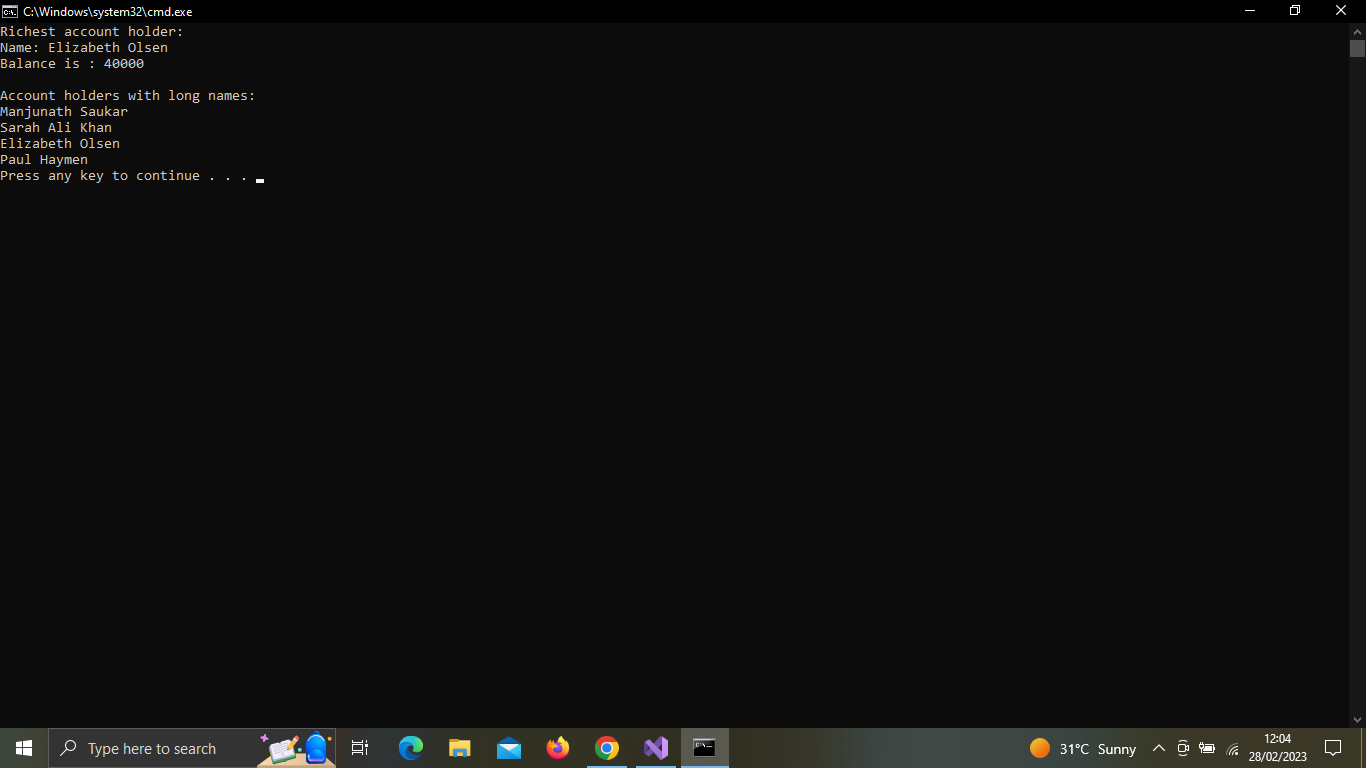 C:\Windows\system32\cmd.exe
Richest account holder:
Name: Elizabeth Olsen
Balance is : 40000
Account holders with long names:
Manjunath Saukar
Sarah Ali Khan
Elizabeth Olsen
Paul Haymen
Press any key to continue . . .
Type here to search
31°C Sunny
12:04
28/02/2023